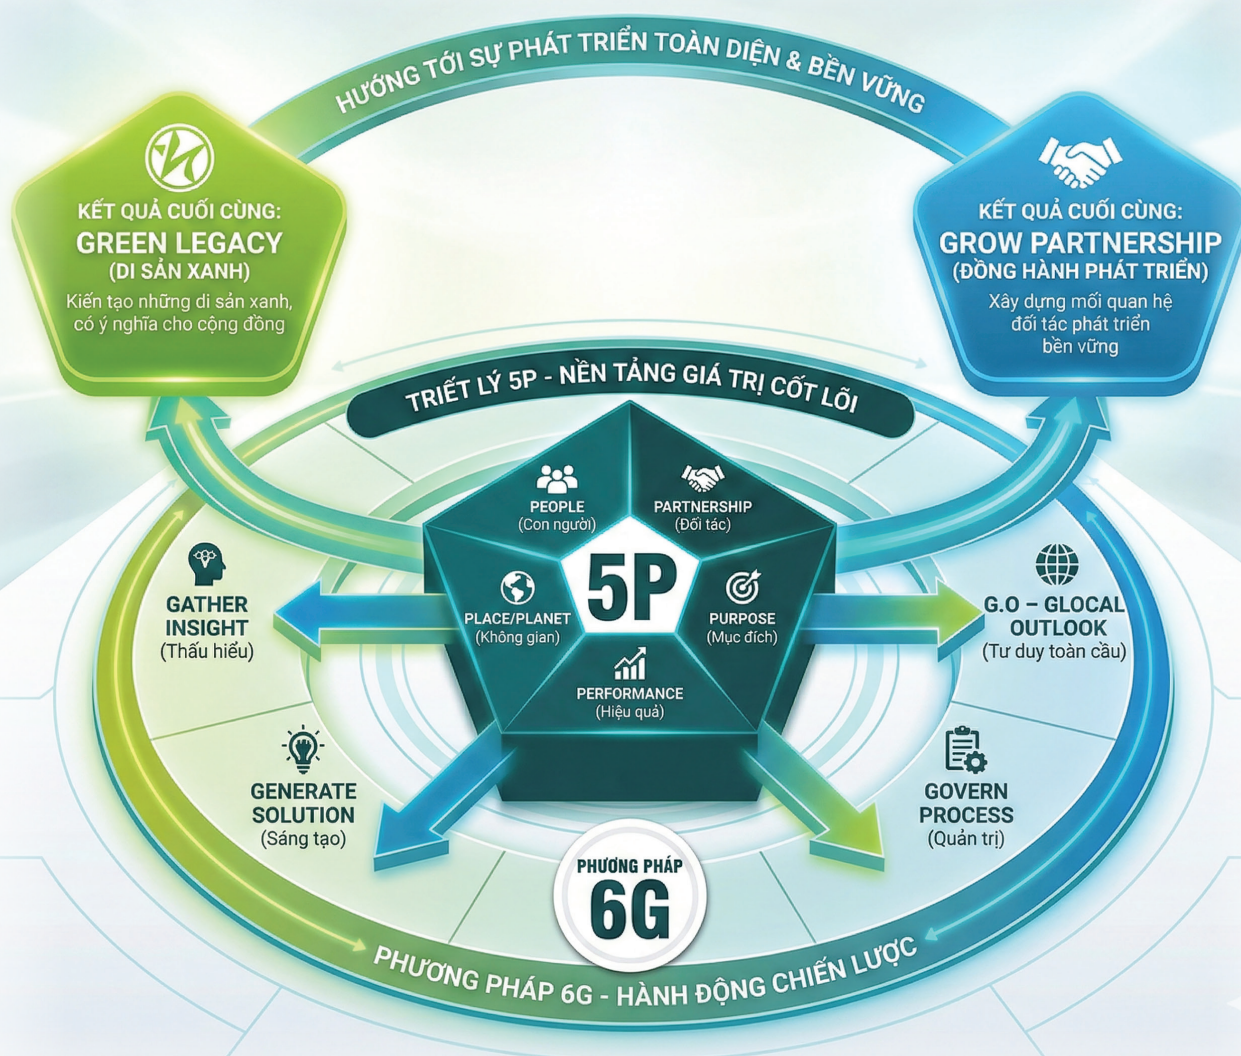 HƯỚNG TỚI SỰ PHÁT TRIỂN TOÀN DIỆN & BỀN VỮNG
KẾT QUẢ CUỐI CÙNG:
GREEN LEGACY
(DI SẢN XANH)
Kiến tạo những di sản xanh,
có ý nghĩa cho cộng đồng
KẾT QUẢ CUỐI CÙNG:
GROW PARTNERSHIP
(ĐỒNG HÀNH PHÁT TRIỂN)
Xây dựng mối quan hệ
đối tác phát triển
bền vững
TRIẾT LÝ 5P - NỀN TẢNG GIÁ TRỊ CỐT LÕI
PEOPLE
(Con người)
PARTNERSHIP
(Đối tác)
5P
PLACE/PLANET
(Không gian)
PURPOSE
(Mục đích)
PERFORMANCE
(Hiệu quả)
GATHER
INSIGHT
(Thấu hiểu)
G.O – GLOCAL
OUTLOOK
(Tư duy toàn cầu)
GENERATE
SOLUTION
(Sáng tạo)
GOVERN
PROCESS
(Quản trị)
PHƯƠNG PHÁP
6G
PHƯƠNG PHÁP 6G - HÀNH ĐỘNG CHIẾN LƯỢC